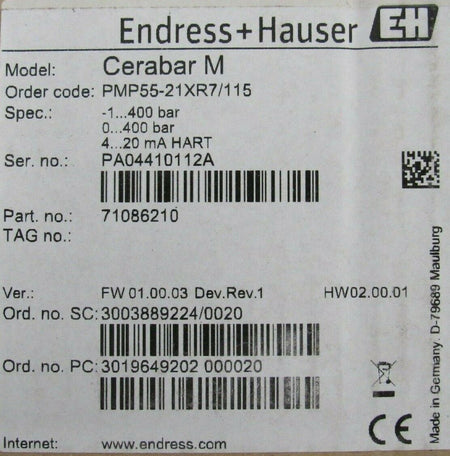 Endress+Hauser EH
Model: Cerabar M
Order code: PMP55-21XR7/115
Spec.: -1...400 bar
0...400 bar
4...20 mA HART
Ser. no.: PA04410112A
Part. no.: 71086210
TAG no.:
Ver.: FW 01.00.03 Dev.Rev.1 HW02.00.01
Ord. no. SC: 3003889224/0020
Ord. no. PC: 3019649202 000020
Internet: www.endress.com
CE
Made in Germany. D-79689 Maulburg